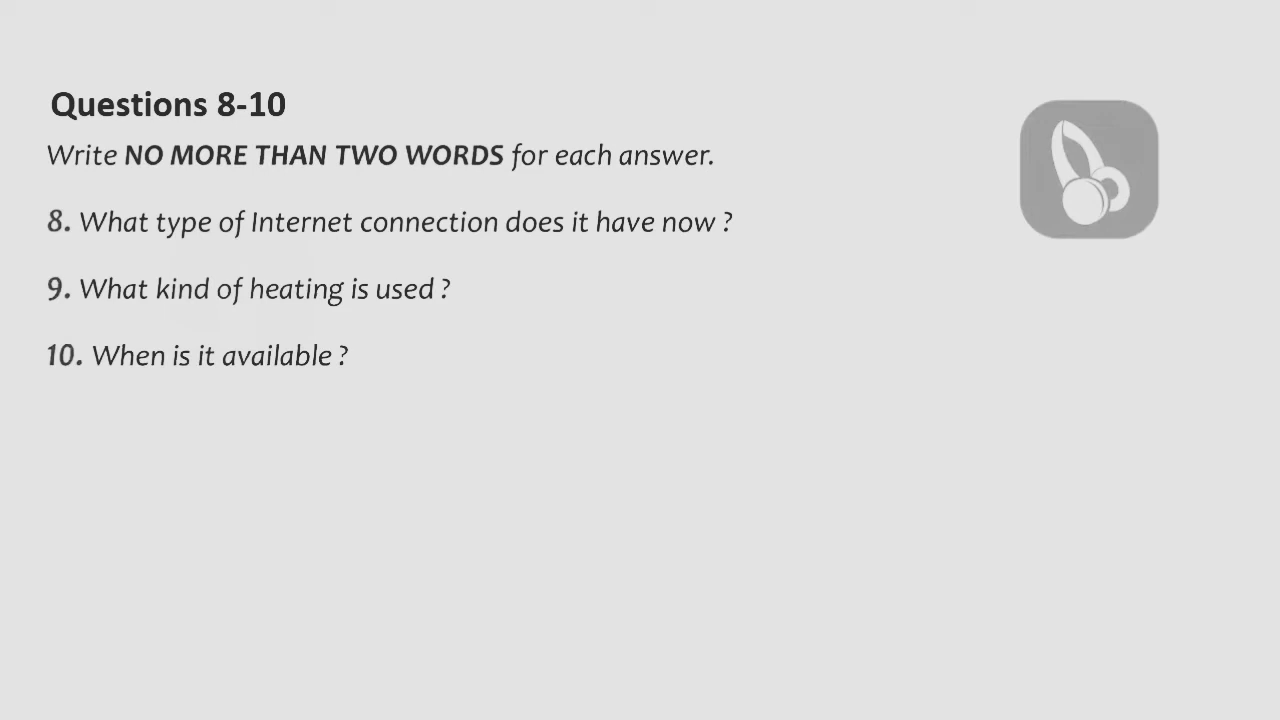 Questions 8-10
Write NO MORE THAN TWO WORDS for each answer.
8. What type of Internet connection does it have now ?
9. What kind of heating is used ?
10. When is it available ?